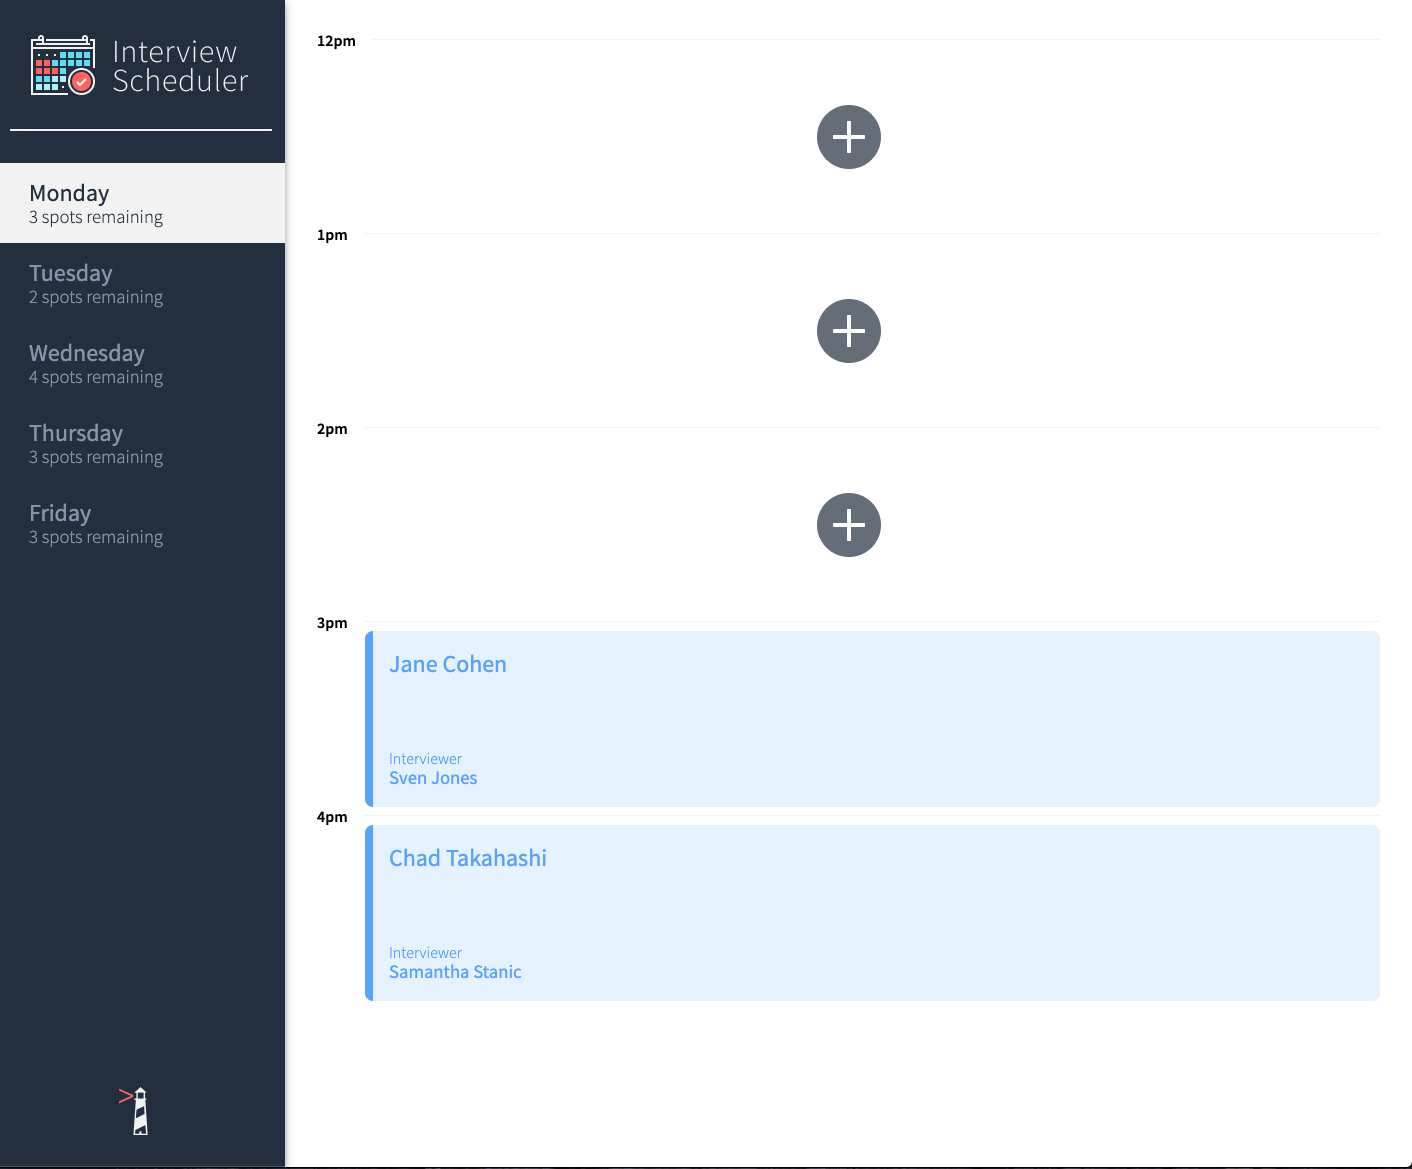 Interview
Scheduler
Monday
3 spots remaining
Tuesday
2 spots remaining
Wednesday
4 spots remaining
Thursday
3 spots remaining
Friday
3 spots remaining
12pm
1pm
2pm
3pm
Jane Cohen
Interviewer
Sven Jones
4pm
Chad Takahashi
Interviewer
Samantha Stanic